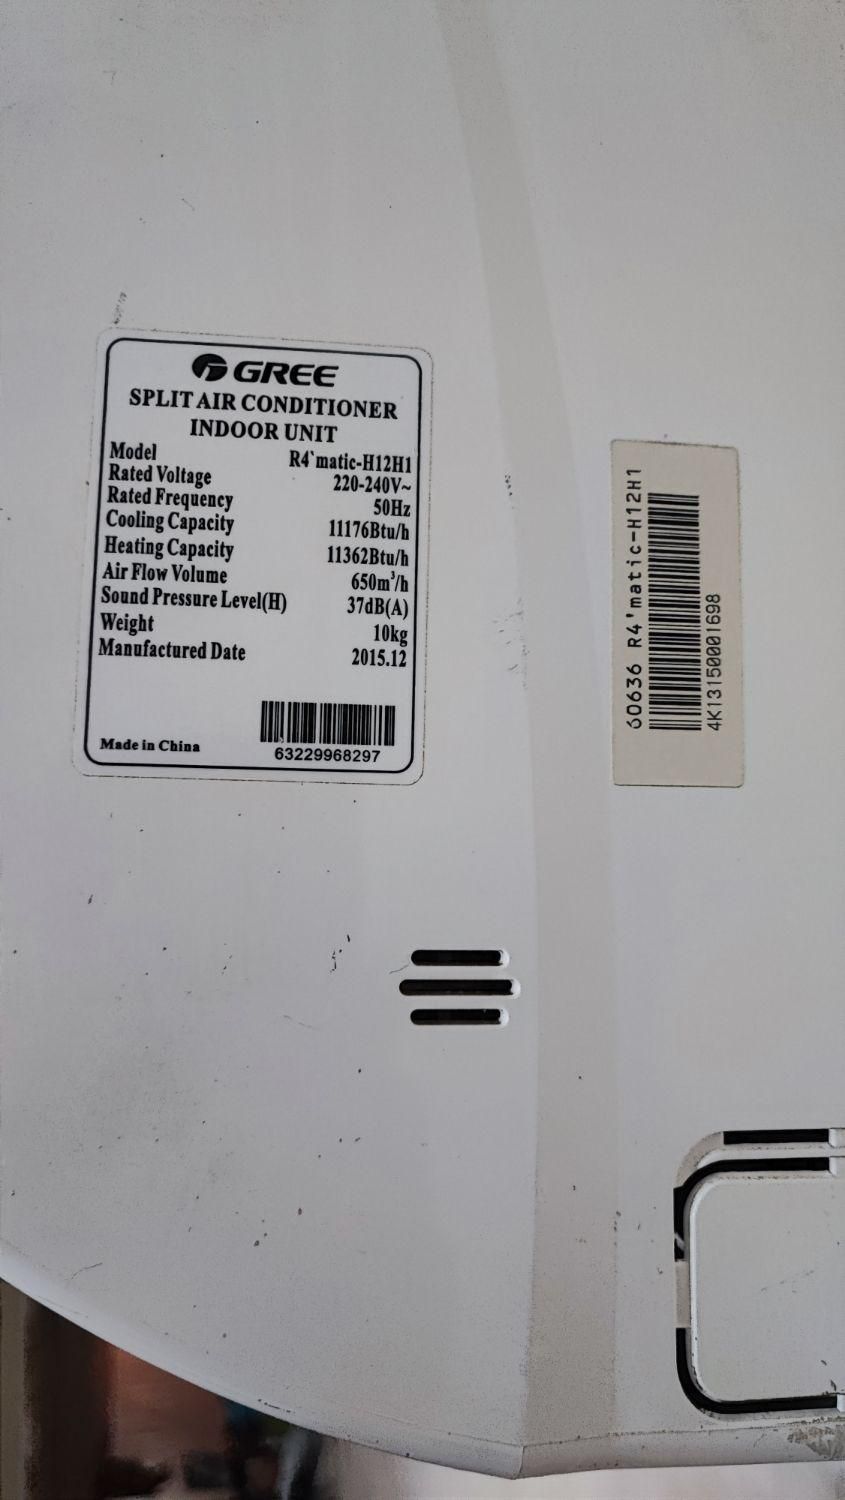 GREE
SPLIT AIR CONDITIONER
INDOOR UNIT
Model R4`matic-H12H1
Rated Voltage 220-240V~
Rated Frequency 50Hz
Cooling Capacity 11176Btu/h
Heating Capacity 11362Btu/h
Air Flow Volume 650m³/h
Sound Pressure Level(H) 37dB(A)
Weight 10kg
Manufactured Date 2015.12
Made in China
63229968297
60636 R4'matic-H12H1
4K13150001698